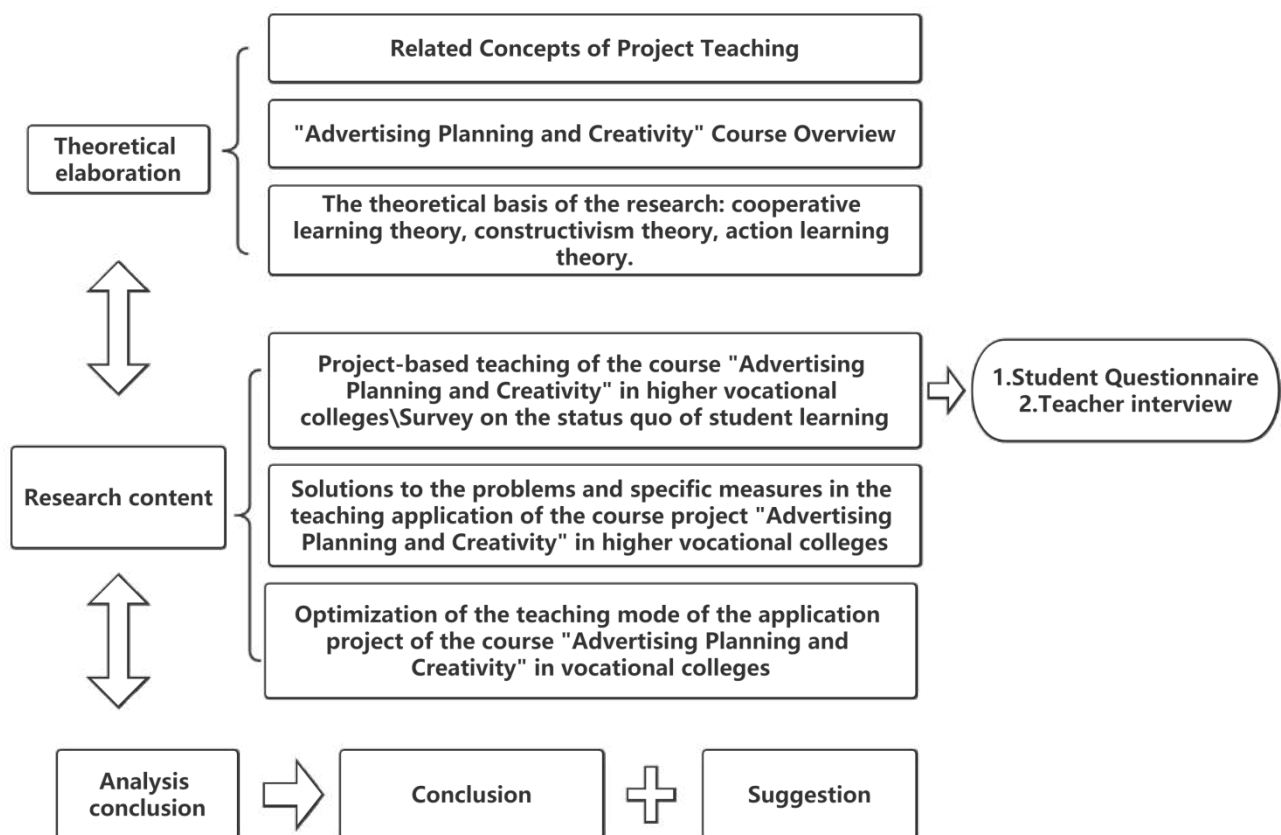 Related Concepts of Project Teaching
"Advertising Planning and Creativity" Course Overview
Theoretical
elaboration
The theoretical basis of the research: cooperative
learning theory, constructivism theory, action learning
theory.
Project-based teaching of the course "Advertising
Planning and Creativity" in higher vocational
colleges\Survey on the status quo of student learning
1.Student Questionnaire
2.Teacher interview
Research content
Solutions to the problems and specific measures in the
teaching application of the course project "Advertising
Planning and Creativity" in higher vocational colleges
Optimization of the teaching mode of the application
project of the course "Advertising Planning and
Creativity" in vocational colleges
Analysis
conclusion
Conclusion
Suggestion